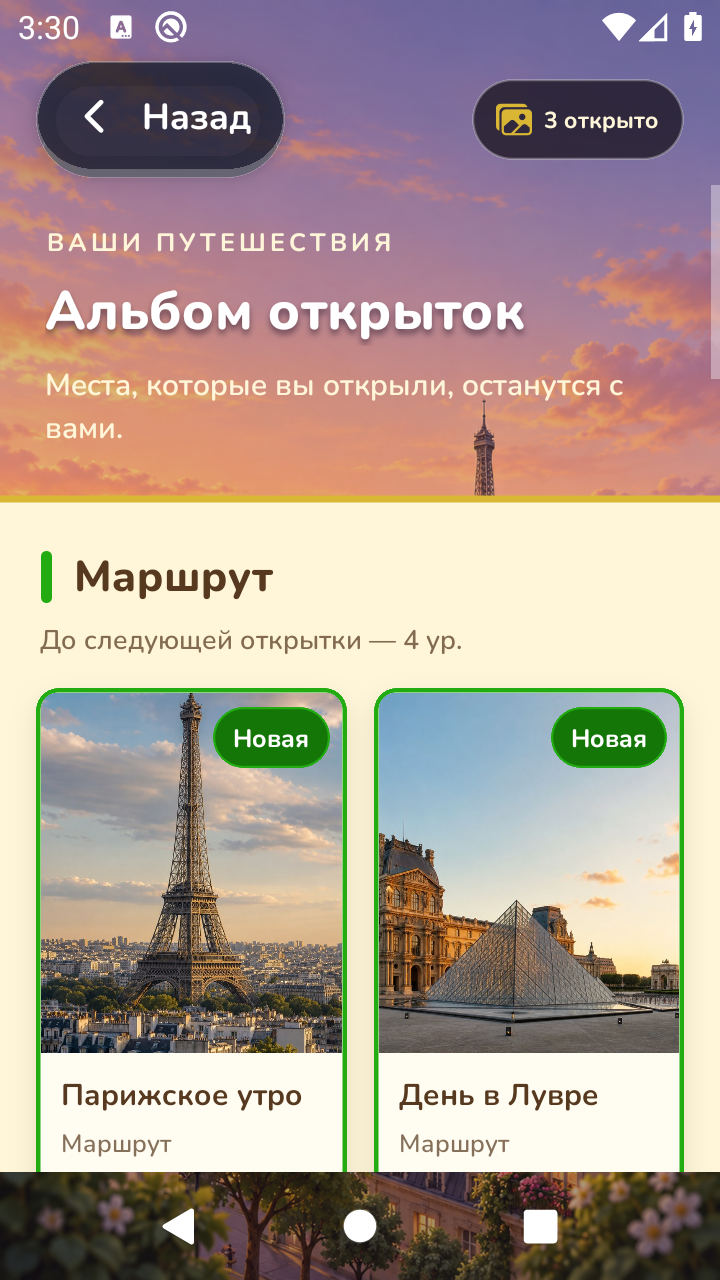 3:30
Назад
3 открыто
ВАШИ ПУТЕШЕСТВИЯ
Альбом открыток
Места, которые вы открыли, останутся с
вами.
Маршрут
До следующей открытки — 4 ур.
Новая
Новая
Парижское утро
День в Лувре
Маршрут
Маршрут